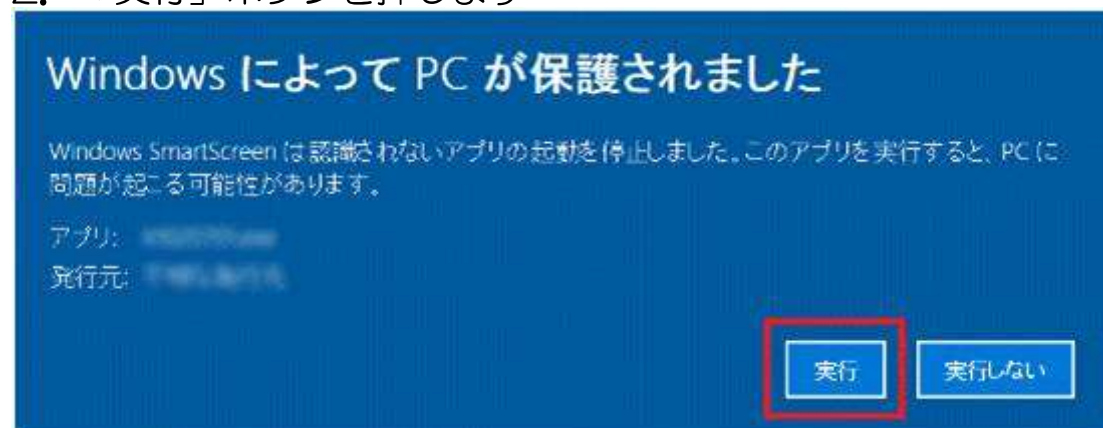 2. 「実行」ボタンを押します
Windows によって PC が保護されました
Windows SmartScreen は認識されないアプリの起動を停止しました。このアプリを実行すると、PC に
問題が起こる可能性があります。
アプリ:
発行元:
実行 実行しない